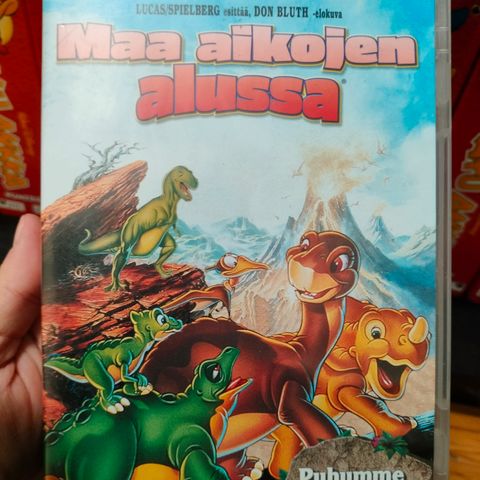 LUCAS/SPIELBERG esittää, DON BLUTH -elokuva
Maa aikojen
alussa®
Puhumme